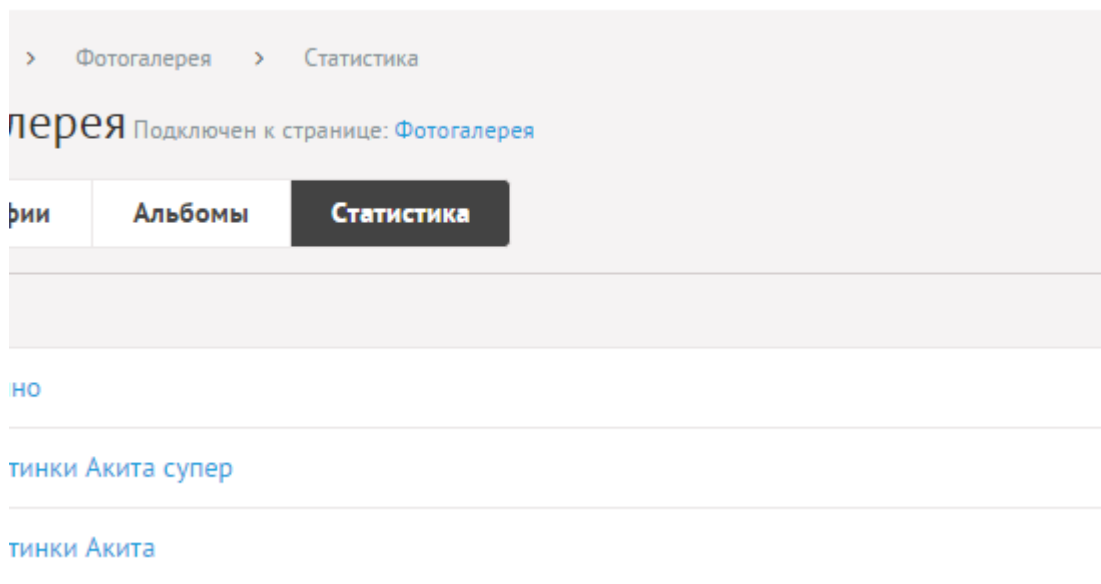 > Фотогалерея > Статистика
лерея Подключен к странице: Фотогалерея
фии Альбомы Статистика
но
тинки Акита супер
тинки Акита